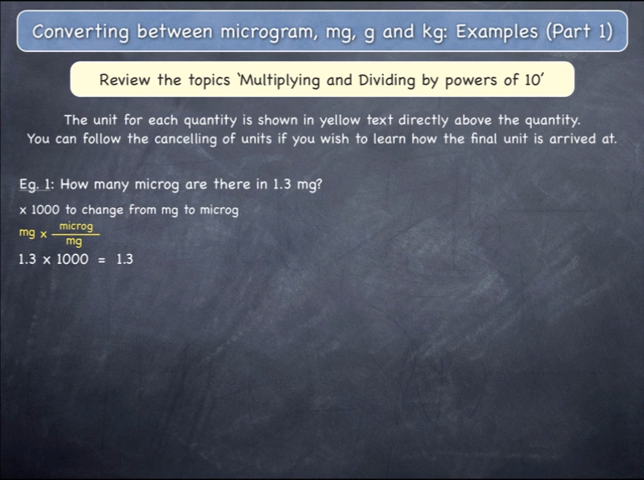 Converting between microgram, mg, g and kg: Examples (Part 1)
Review the topics ‘Multiplying and Dividing by powers of 10’
The unit for each quantity is shown in yellow text directly above the quantity.
You can follow the cancelling of units if you wish to learn how the final unit is arrived at.
Eg. 1: How many microg are there in 1.3 mg?
x 1000 to change from mg to microg
mg x microg
mg
1.3 x 1000 = 1.3